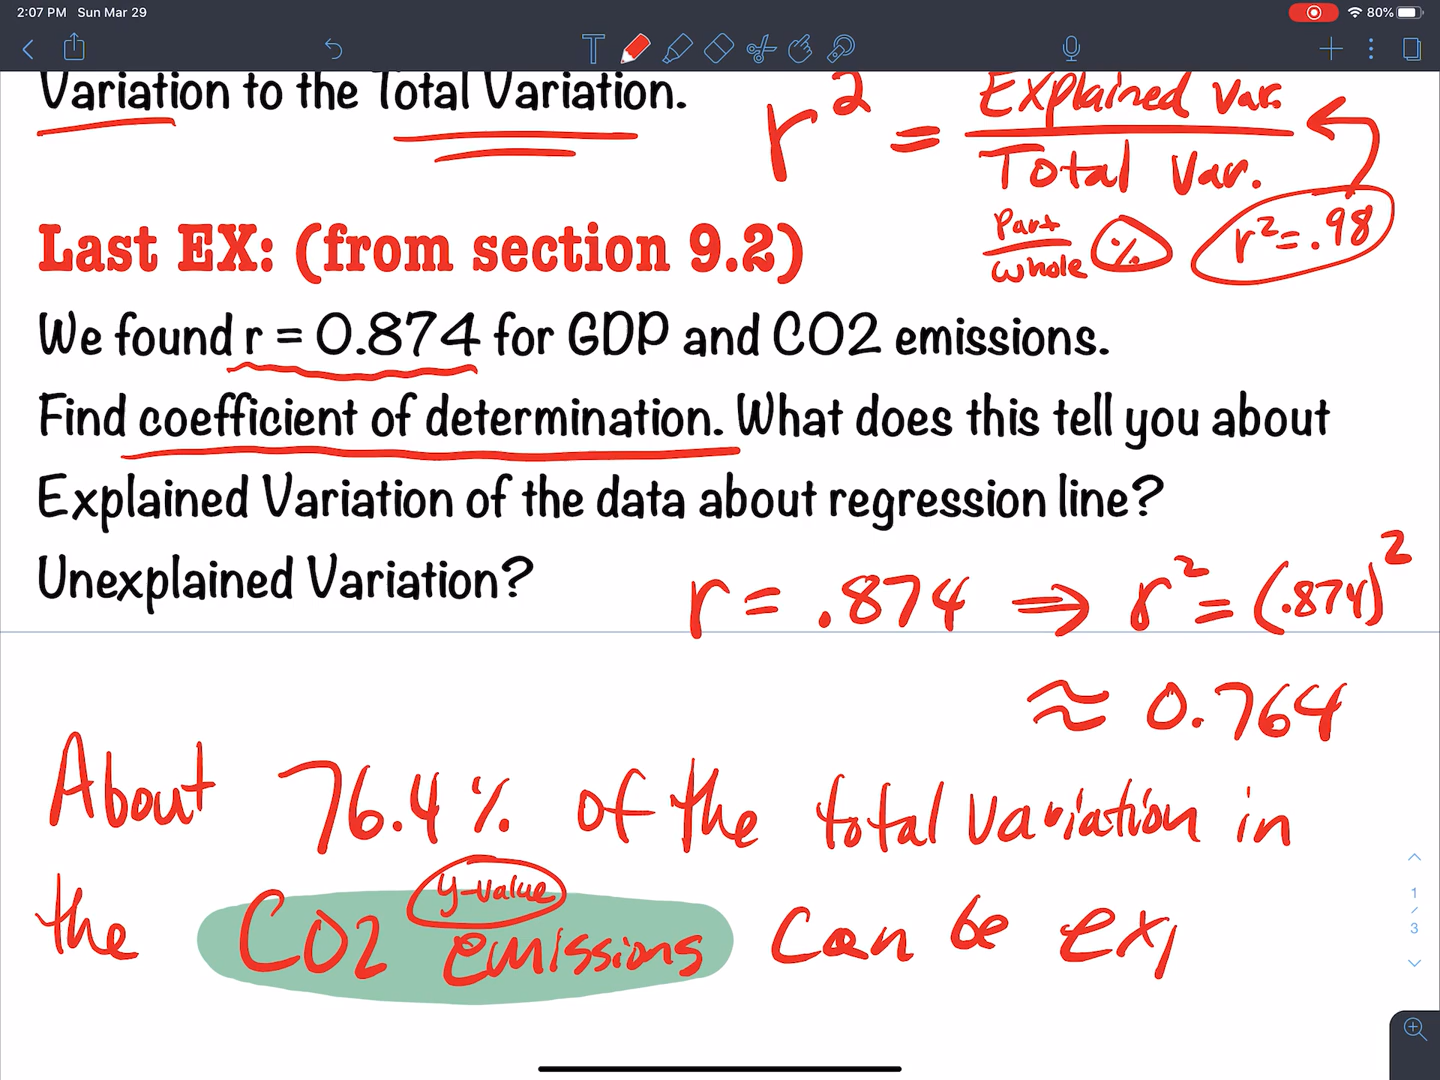 2:07 PM Sun Mar 29
80%
Variation to the Total Variation.
r² = Explained Var.
Total Var.
Part
whole
%
r²=.98
Last EX: (from section 9.2)
We found r = 0.874 for GDP and CO2 emissions.
Find coefficient of determination. What does this tell you about
Explained Variation of the data about regression line?
Unexplained Variation?
r = .874 ⇒ r² = (.874)²
≈ 0.764
About 76.4% of the total variation in
y-value
the CO2 emissions can be exp
1
/
3